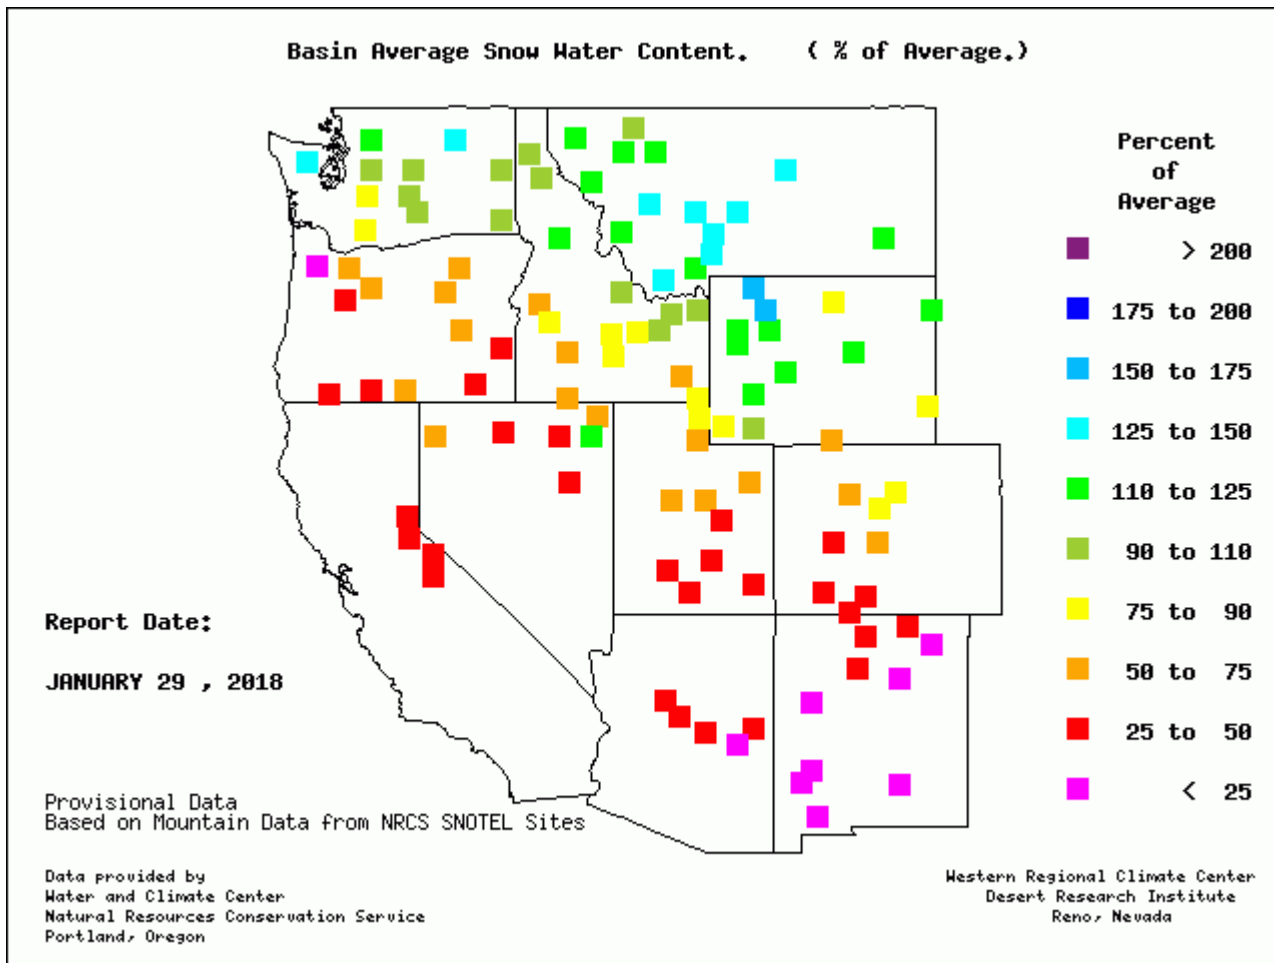 Basin Average Snow Water Content. ( % of Average.)
Percent
of
Average
> 200
175 to 200
150 to 175
125 to 150
110 to 125
90 to 110
75 to 90
50 to 75
25 to 50
< 25
Report Date:
JANUARY 29 , 2018
Provisional Data
Based on Mountain Data from NRCS SNOTEL Sites
Data provided by
Water and Climate Center
Natural Resources Conservation Service
Portland, Oregon
Western Regional Climate Center
Desert Research Institute
Reno, Nevada